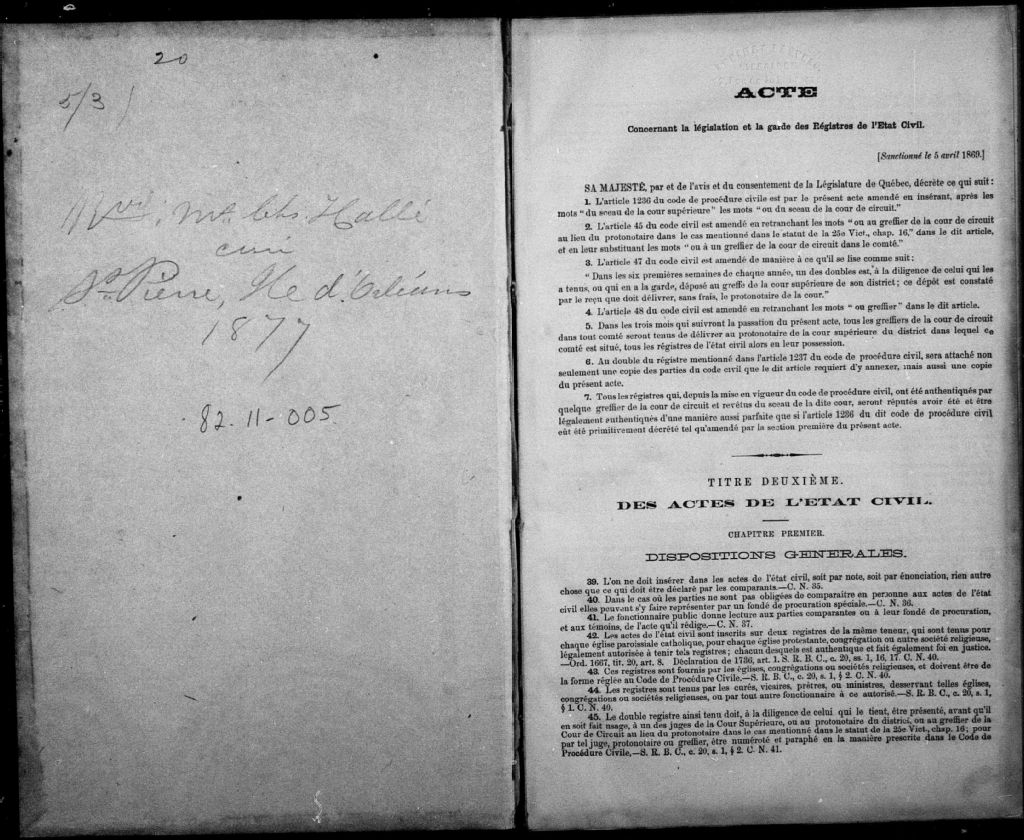 20
5/3
Mr. Halle
curé
St. Pierre, Ile d'Orléans
1877
82-11-005
ACTE
Concernant la législation et la garde des Régistres de l'Etat Civil.
[Sanctionné le 5 avril 1869.]
SA MAJESTÉ, par et de l'avis et du consentement de la Législature de Québec, décrète ce qui suit :
1. L'article 1236 du code de procédure civile est par le présent acte amendé en insérant, après les
mots "du sceau de la cour supérieure" les mots "ou du sceau de la cour de circuit."
2. L'article 45 du code civil est amendé en retranchant les mots "ou au greffier de la cour de circuit
au lieu du protonotaire dans le cas mentionné dans le statut de la 25e Vict., chap. 16," dans le dit article,
et en leur substituant les mots "ou à un greffier de la cour de circuit dans le comté."
3. L'article 47 du code civil est amendé de manière à ce qu'il se lise comme suit :
"Dans les six premières semaines de chaque année, un des doubles est, à la diligence de celui qui les
a tenus, ou qui en a la garde, déposé au greffe de la cour supérieure de son district ; ce dépôt est constaté
par le reçu que doit délivrer, sans frais, le protonotaire de la cour."
4. L'article 48 du code civil est amendé en retranchant les mots "ou greffier" dans le dit article.
5. Dans les trois mois qui suivront la passation du présent acte, tous les greffiers de la cour de circuit
dans tout comté seront tenus de délivrer au protonotaire de la cour supérieure du district dans lequel ce
comté est situé, tous les régistres de l'état civil alors en leur possession.
6. Au double du régistre mentionné dans l'article 1237 du code de procédure civil, sera attaché non
seulement une copie des parties du code civil que le dit article requiert d'y annexer, mais aussi une copie
du présent acte.
7. Tous les régistres qui, depuis la mise en vigueur du code de procédure civil, ont été authentiqués par
quelque greffier de la cour de circuit et revêtus du sceau de la dite cour, seront réputés avoir été et être
légalement authentiqués d'une manière aussi parfaite que si l'article 1236 du dit code de procédure civil
eût été primitivement décrété tel qu'amendé par la section première du présent acte.
TITRE DEUXIÈME.
DES ACTES DE L'ETAT CIVIL.
CHAPITRE PREMIER.
DISPOSITIONS GENERALES.
39. L'on ne doit insérer dans les actes de l'état civil, soit par note, soit par énonciation, rien autre
chose que ce qui doit être déclaré par les comparants.—C. N. 35.
40. Dans le cas où les parties ne sont pas obligées de comparaitre en personne aux actes de l'état
civil elles peuvent s'y faire représenter par un fondé de procuration spéciale.—C. N. 36.
41. Le fonctionnaire public donne lecture aux parties comparantes ou à leur fondé de procuration,
et aux témoins, de l'acte qu'il rédige.—C. N. 37.
42. Les actes de l'état civil sont inscrits sur deux registres de la même teneur, qui sont tenus pour
chaque église paroissiale catholique, pour chaque église protestante, congrégation ou autre société religieuse,
légalement autorisée à tenir tels registres ; chacun desquels est authentique et fait également foi en justice.
—Ord. 1667, tit. 20, art. 8. Déclaration de 1736, art. 1. S. R. B. C., c. 20, ss. 1, 16, 17. C. N. 40.
43. Ces registres sont fournis par les églises, congrégations ou sociétés religieuses, et doivent être de
la forme réglée au Code de Procédure Civile.—S. R. B. C., c. 20, s. 1, § 2. C. N. 40.
44. Les registres sont tenus par les curés, vicaires, prêtres, ou ministres, desservant telles églises,
congrégations ou sociétés religieuses, ou par tout autre fonctionnaire à ce autorisé.—S. R. B. C., c. 20, s. 1,
§ 1. C. N. 40.
45. Le double registre ainsi tenu doit, à la diligence de celui qui le tient, être présenté, avant qu'il
en soit fait usage, à un des juges de la Cour Supérieure, ou au protonotaire du district, ou au greffier de la
Cour de Circuit au lieu du protonotaire dans le cas mentionné dans le statut de la 25e Vict., chap. 16 ; pour
par tel juge, protonotaire ou greffier, être numéroté et paraphé en la manière prescrite dans le Code de
Procédure Civile.—S. R. B. C., c. 20, s. 1, § 2. C. N. 41.